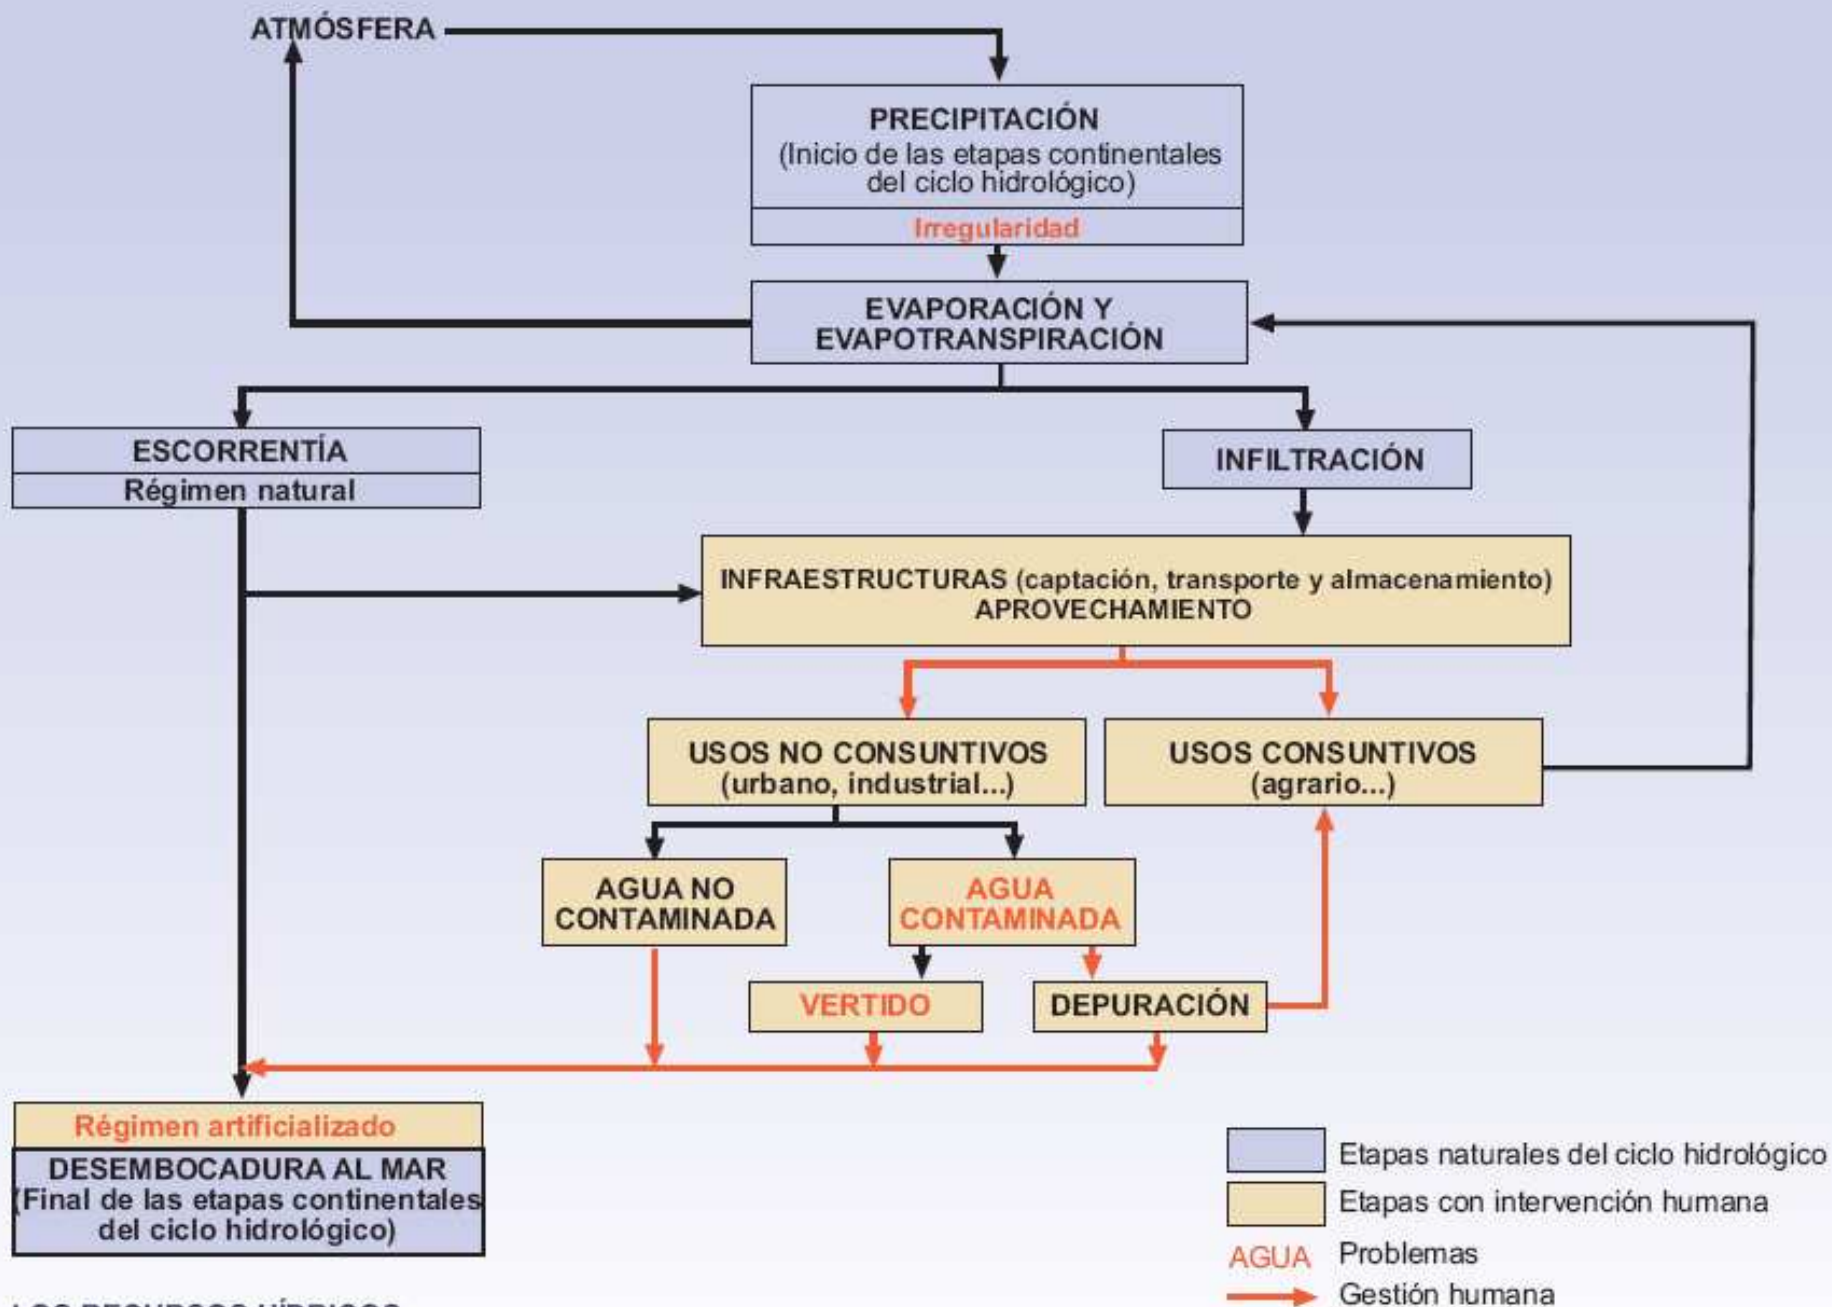 ATMÓSFERA
PRECIPITACIÓN
(Inicio de las etapas continentales
del ciclo hidrológico)
Irregularidad
EVAPORACIÓN Y
EVAPOTRANSPIRACIÓN
ESCORRENTÍA
Régimen natural
INFILTRACIÓN
INFRAESTRUCTURAS (captación, transporte y almacenamiento)
APROVECHAMIENTO
USOS NO CONSUNTIVOS
(urbano, industrial...)
USOS CONSUNTIVOS
(agrario...)
AGUA NO
CONTAMINADA
AGUA
CONTAMINADA
VERTIDO
DEPURACIÓN
Régimen artificializado
DESEMBOCADURA AL MAR
(Final de las etapas continentales
del ciclo hidrológico)
Etapas naturales del ciclo hidrológico
Etapas con intervención humana
AGUA Problemas
Gestión humana
LOS RECURSOS HÍDRICOS